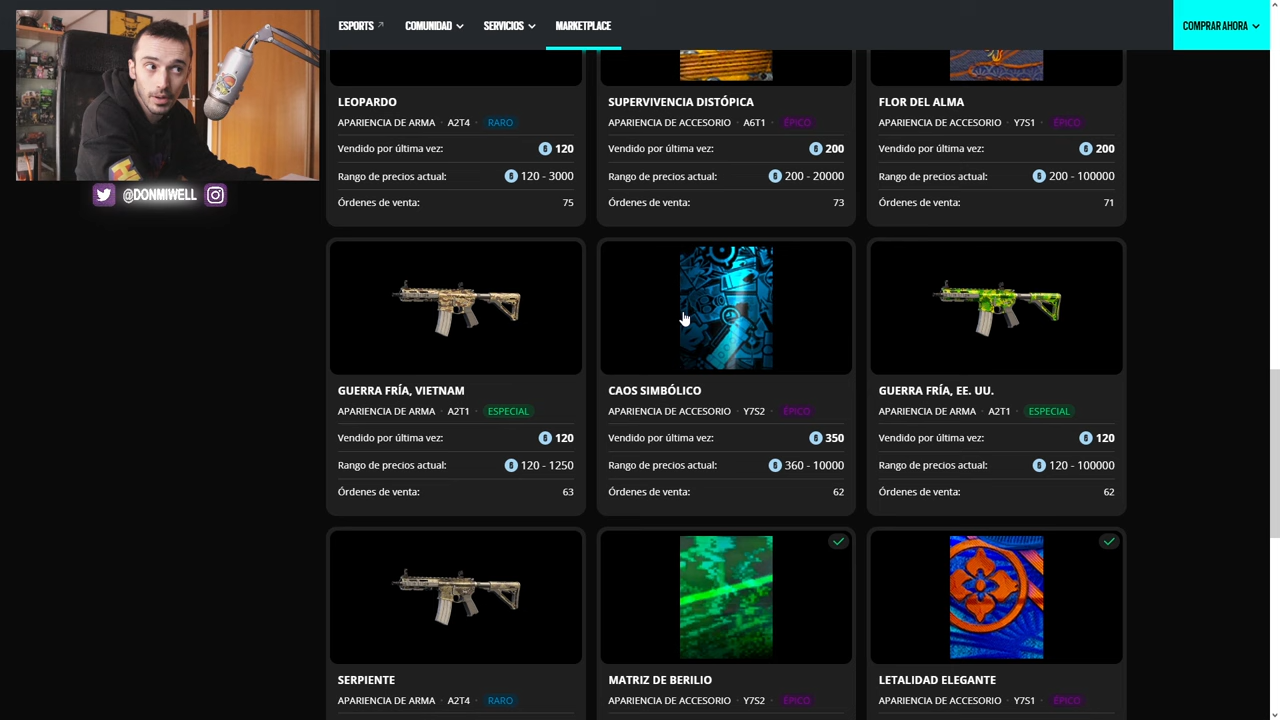 ESPORTS COMUNIDAD SERVICIOS MARKETPLACE COMPRAR AHORA
@DONMIWELL
LEOPARDO
APARIENCIA DE ARMA · A2T4 · RARO
Vendido por última vez: 120
Rango de precios actual: 120 - 3000
Órdenes de venta: 75
SUPERVIVENCIA DISTÓPICA
APARIENCIA DE ACCESORIO · A6T1 · ÉPICO
Vendido por última vez: 200
Rango de precios actual: 200 - 20000
Órdenes de venta: 73
FLOR DEL ALMA
APARIENCIA DE ACCESORIO · Y7S1 · ÉPICO
Vendido por última vez: 200
Rango de precios actual: 200 - 100000
Órdenes de venta: 71
GUERRA FRÍA, VIETNAM
APARIENCIA DE ARMA · A2T1 · ESPECIAL
Vendido por última vez: 120
Rango de precios actual: 120 - 1250
Órdenes de venta: 63
CAOS SIMBÓLICO
APARIENCIA DE ACCESORIO · Y7S2 · ÉPICO
Vendido por última vez: 350
Rango de precios actual: 360 - 10000
Órdenes de venta: 62
GUERRA FRÍA, EE. UU.
APARIENCIA DE ARMA · A2T1 · ESPECIAL
Vendido por última vez: 120
Rango de precios actual: 120 - 100000
Órdenes de venta: 62
SERPIENTE
APARIENCIA DE ARMA · A2T4 · RARO
MATRIZ DE BERILIO
APARIENCIA DE ACCESORIO · Y7S2 · ÉPICO
LETALIDAD ELEGANTE
APARIENCIA DE ACCESORIO · Y7S1 · ÉPICO